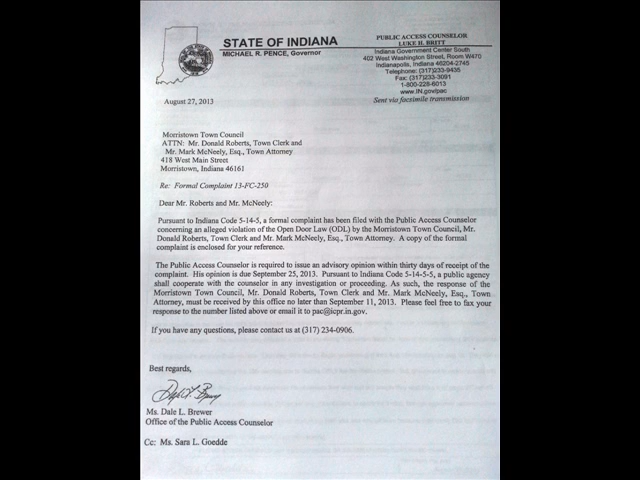 STATE OF INDIANA
MICHAEL R. PENCE, Governor
PUBLIC ACCESS COUNSELOR
LUKE H. BRITT
Indiana Government Center South
402 West Washington Street, Room W470
Indianapolis, Indiana 46204-2745
Telephone: (317)233-9435
Fax: (317)233-3091
1-800-228-6013
www.IN.gov/pac
Sent via facsimile transmission
August 27, 2013
Morristown Town Council
ATTN: Mr. Donald Roberts, Town Clerk and
Mr. Mark McNeely, Esq., Town Attorney
418 West Main Street
Morristown, Indiana 46161
Re: Formal Complaint 13-FC-250
Dear Mr. Roberts and Mr. McNeely:
Pursuant to Indiana Code 5-14-5, a formal complaint has been filed with the Public Access Counselor
concerning an alleged violation of the Open Door Law (ODL) by the Morristown Town Council, Mr.
Donald Roberts, Town Clerk and Mr. Mark McNeely, Esq., Town Attorney. A copy of the formal
complaint is enclosed for your reference.
The Public Access Counselor is required to issue an advisory opinion within thirty days of receipt of the
complaint. His opinion is due September 25, 2013. Pursuant to Indiana Code 5-14-5-5, a public agency
shall cooperate with the counselor in any investigation or proceeding. As such, the response of the
Morristown Town Council, Mr. Donald Roberts, Town Clerk and Mr. Mark McNeely, Esq., Town
Attorney, must be received by this office no later than September 11, 2013. Please feel free to fax your
response to the number listed above or email it to pac@icpr.in.gov.
If you have any questions, please contact us at (317) 234-0906.
Best regards,
Ms. Dale L. Brewer
Office of the Public Access Counselor
Cc: Ms. Sara L. Goedde